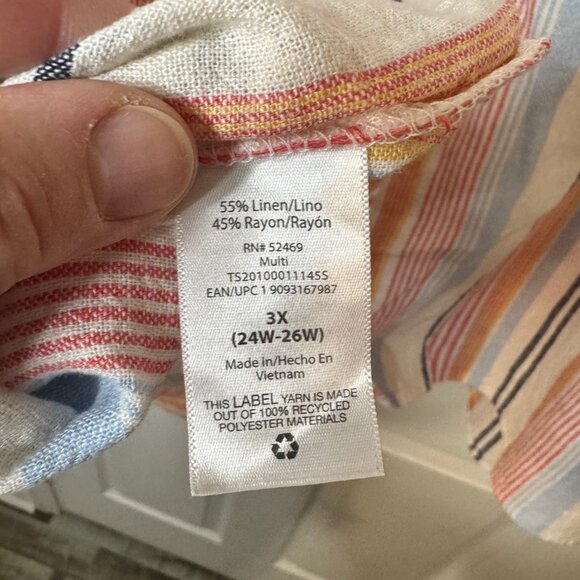 55% Linen/Lino
45% Rayon/Rayón
RN# 52469
Multi
TS20100011145S
EAN/UPC 1 9093167987
3X
(24W-26W)
Made in/Hecho En
Vietnam
THIS LABEL YARN IS MADE
OUT OF 100% RECYCLED
POLYESTER MATERIALS